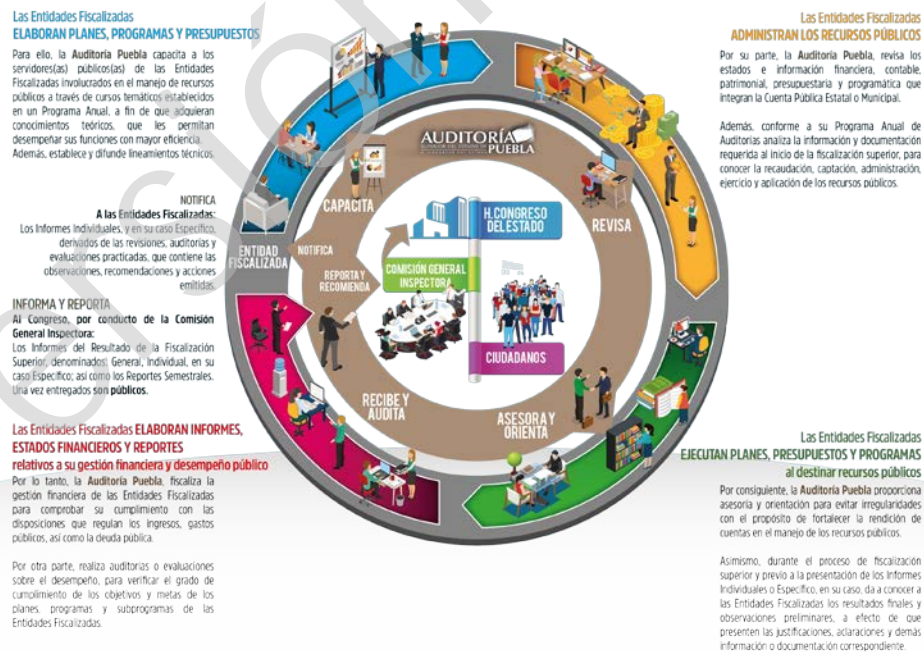 Las Entidades Fiscalizadas
ELABORAN PLANES, PROGRAMAS Y PRESUPUESTOS
Para ello, la Auditoría Puebla capacita a los
servidores(as) públicos(as) de las Entidades
Fiscalizadas involucrados en el manejo de recursos
públicos a través de cursos temáticos establecidos
en un Programa Anual, a fin de que adquieran
conocimientos teóricos, que les permitan
desempeñar sus funciones con mayor eficiencia.
Además, establece y difunde lineamientos técnicos.
NOTIFICA
A las Entidades Fiscalizadas:
Los Informes Individuales, y en su caso Específico,
derivados de las revisiones, auditorías y
evaluaciones practicadas, que contiene las
observaciones, recomendaciones y acciones
emitidas.
INFORMA Y REPORTA
Al Congreso, por conducto de la Comisión
General Inspectora:
Los Informes del Resultado de la Fiscalización
Superior, denominados: General, Individual, en su
caso Específico; así como los Reportes Semestrales.
Una vez entregados son públicos.
Las Entidades Fiscalizadas ELABORAN INFORMES,
ESTADOS FINANCIEROS Y REPORTES
relativos a su gestión financiera y desempeño público
Por lo tanto, la Auditoría Puebla, fiscaliza la
gestión financiera de las Entidades Fiscalizadas
para comprobar su cumplimiento con las
disposiciones que regulan los ingresos, gastos
públicos, así como la deuda pública.
Por otra parte, realiza auditorías o evaluaciones
sobre el desempeño, para verificar el grado de
cumplimiento de los objetivos y metas de los
planes, programas y subprogramas de las
Entidades Fiscalizadas.
AUDITORÍA
PUEBLA
CAPACITA
REVISA
ENTIDAD
FISCALIZADA
NOTIFICA
REPORTA Y
RECOMIENDA
H. CONGRESO
DEL ESTADO
COMISIÓN GENERAL
INSPECTORA
CIUDADANOS
RECIBE Y
AUDITA
ASESORA Y
ORIENTA
Las Entidades Fiscalizadas
ADMINISTRAN LOS RECURSOS PÚBLICOS
Por su parte, la Auditoría Puebla, revisa los
estados e información financiera, contable,
patrimonial, presupuestaria y programática que
integran la Cuenta Pública Estatal o Municipal.
Además, conforme a su Programa Anual de
Auditorías analiza la información y documentación
requerida al inicio de la fiscalización superior, para
conocer la recaudación, captación, administración,
ejercicio y aplicación de los recursos públicos.
Las Entidades Fiscalizadas
EJECUTAN PLANES, PRESUPUESTOS Y PROGRAMAS
al destinar recursos públicos
Por consiguiente, la Auditoría Puebla proporciona
asesoría y orientación para evitar irregularidades
con el propósito de fortalecer la rendición de
cuentas en el manejo de los recursos públicos.
Asimismo, durante el proceso de fiscalización
superior y previo a la presentación de los Informes
Individuales o Específico, en su caso, da a conocer a
las Entidades Fiscalizadas los resultados finales y
observaciones preliminares, a efecto de que
presenten las justificaciones, aclaraciones y demás
información o documentación correspondiente.